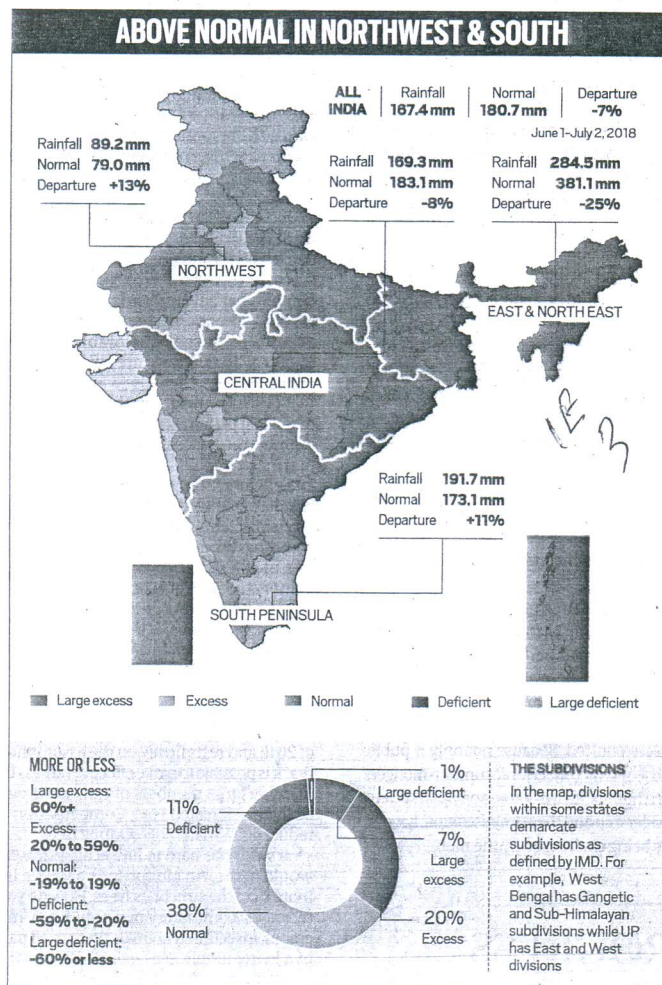 ABOVE NORMAL IN NORTHWEST & SOUTH
ALL INDIA
Rainfall 167.4 mm
Normal 180.7 mm
Departure -7%
June 1-July 2, 2018
Rainfall 89.2 mm
Normal 79.0 mm
Departure +13%
Rainfall 169.3 mm
Normal 183.1 mm
Departure -8%
Rainfall 284.5 mm
Normal 381.1 mm
Departure -25%
NORTHWEST
EAST & NORTH EAST
CENTRAL INDIA
Rainfall 191.7 mm
Normal 173.1 mm
Departure +11%
SOUTH PENINSULA
Large excess Excess Normal Deficient Large deficient
MORE OR LESS
Large excess:
60%+
Excess:
20% to 59%
Normal:
-19% to 19%
Deficient:
-59% to -20%
Large deficient:
-60% or less
11%
Deficient
38%
Normal
1%
Large deficient
7%
Large
excess
20%
Excess
THE SUBDIVISIONS
In the map, divisions
within some states
demarcate
subdivisions as
defined by IMD. For
example, West
Bengal has Gangetic
and Sub-Himalayan
subdivisions while UP
has East and West
divisions